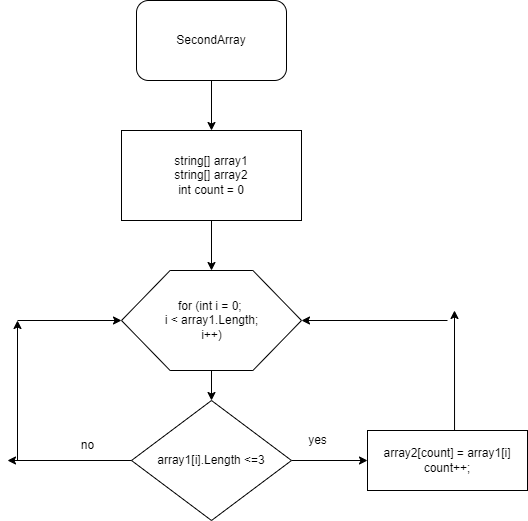 SecondArray
string[] array1
string[] array2
int count = 0
for (int i = 0;
i < array1.Length;
i++)
no
array1[i].Length <=3
yes
array2[count] = array1[i]
count++;